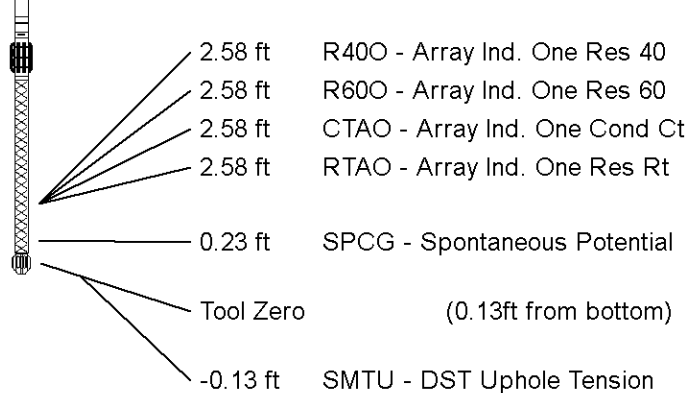 2.58 ft R40O - Array Ind. One Res 40
2.58 ft R60O - Array Ind. One Res 60
2.58 ft CTAO - Array Ind. One Cond Ct
2.58 ft RTAO - Array Ind. One Res Rt
0.23 ft SPCG - Spontaneous Potential
Tool Zero (0.13ft from bottom)
-0.13 ft SMTU - DST Uphole Tension